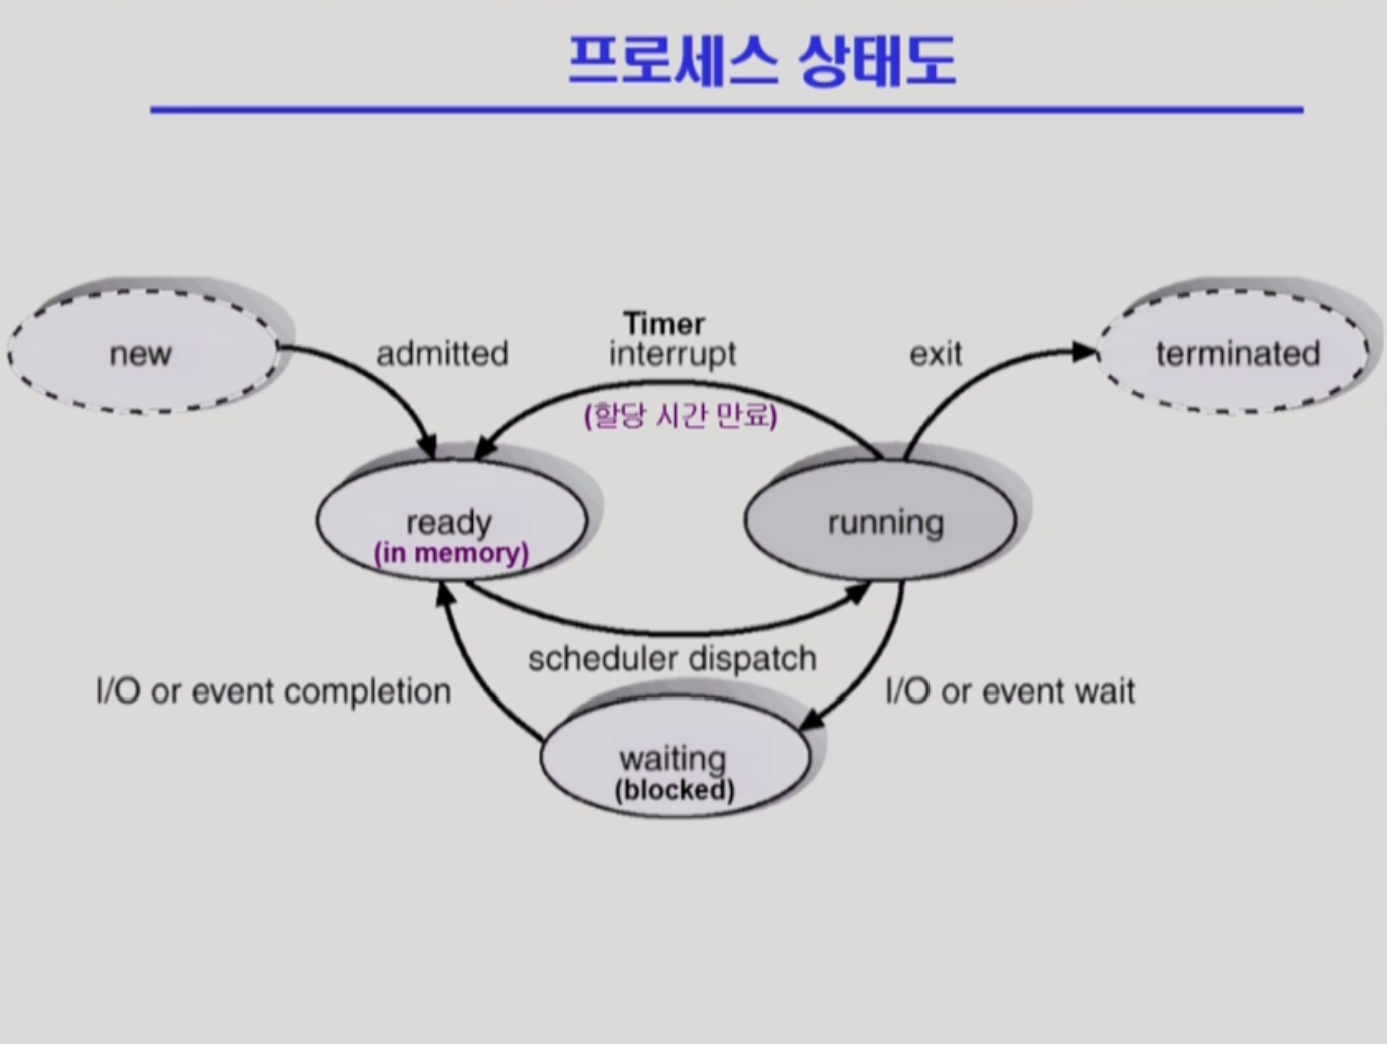 프로세스 상태도
new
admitted
Timer
interrupt
(할당 시간 만료)
exit
terminated
ready
(in memory)
running
scheduler dispatch
I/O or event completion
I/O or event wait
waiting
(blocked)